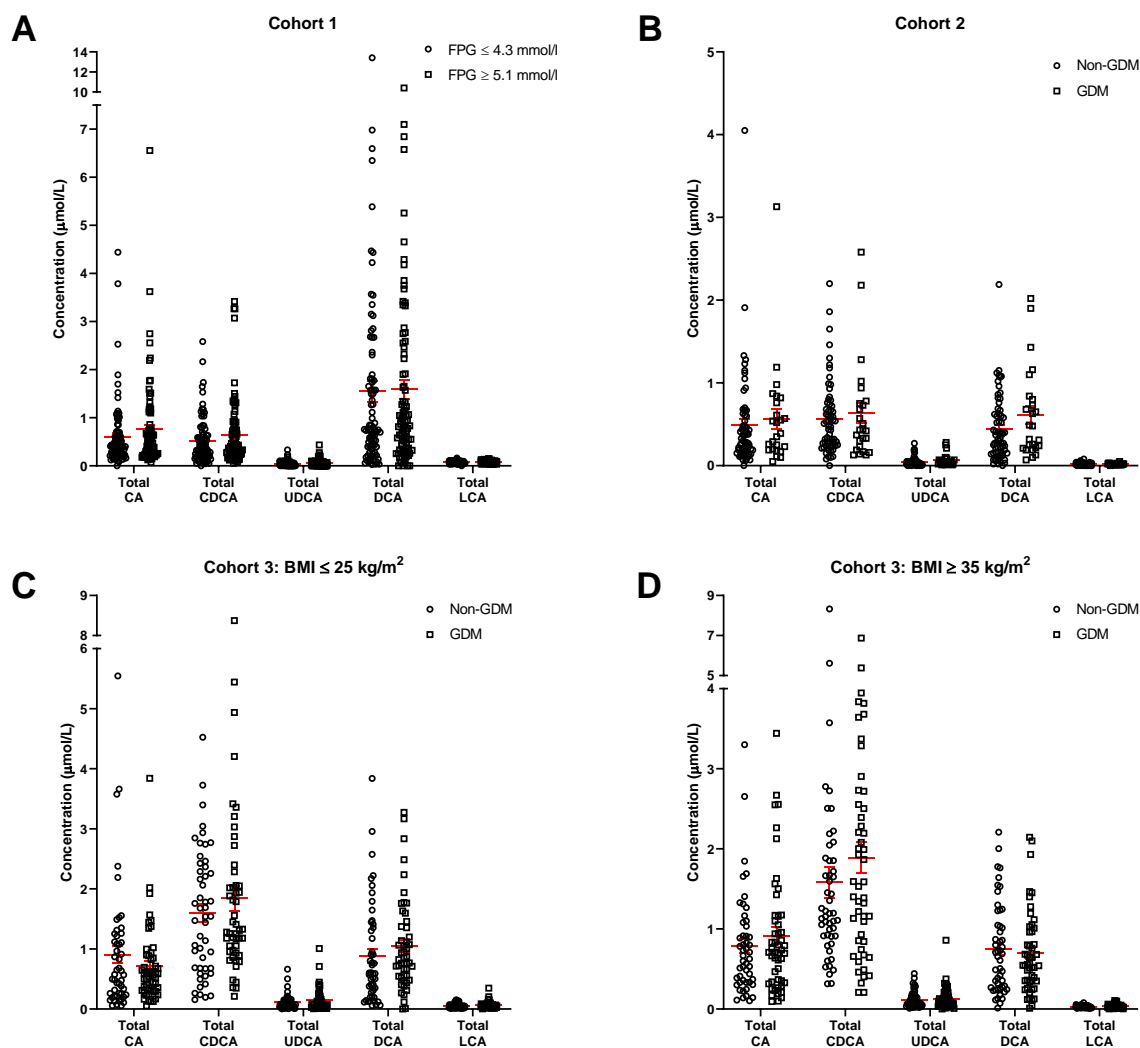 A
Cohort 1
FPG ≤ 4.3 mmol/l
FPG ≥ 5.1 mmol/l
Concentration (μmol/L)
14
12
10
7
6
5
4
3
2
1
0
Total CA
Total CDCA
Total UDCA
Total DCA
Total LCA
B
Cohort 2
Non-GDM
GDM
Concentration (μmol/L)
5
4
3
2
1
0
Total CA
Total CDCA
Total UDCA
Total DCA
Total LCA
C
Cohort 3: BMI ≤ 25 kg/m²
Non-GDM
GDM
Concentration (μmol/L)
9
8
6
5
4
3
2
1
0
Total CA
Total CDCA
Total UDCA
Total DCA
Total LCA
D
Cohort 3: BMI ≥ 35 kg/m²
Non-GDM
GDM
Concentration (μmol/L)
9
7
5
4
3
2
1
0
Total CA
Total CDCA
Total UDCA
Total DCA
Total LCA